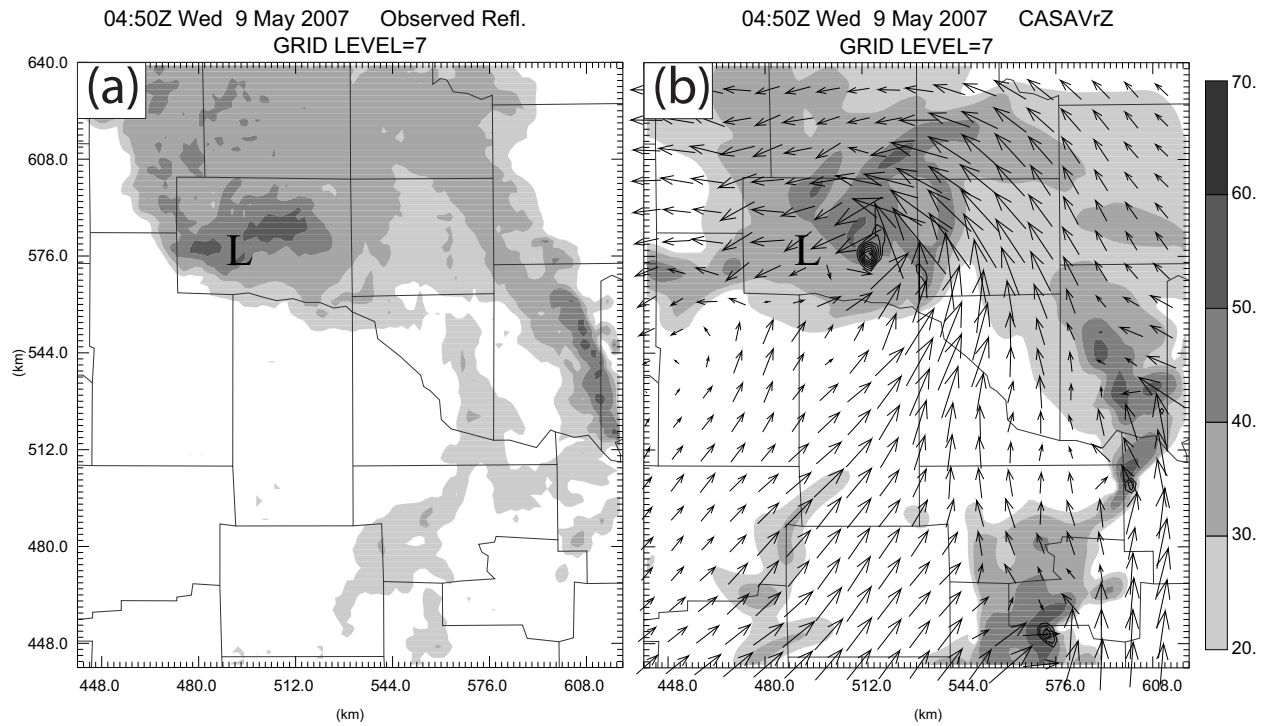 04:50Z Wed 9 May 2007 Observed Refl.
GRID LEVEL=7
04:50Z Wed 9 May 2007 CASAVrZ
GRID LEVEL=7
(a)
(b)
640.0
608.0
576.0
544.0
512.0
480.0
448.0
(km)
L
L
70.
60.
50.
40.
30.
20.
448.0 480.0 512.0 544.0 576.0 608.0
448.0 480.0 512.0 544.0 576.0 608.0
(km)
(km)